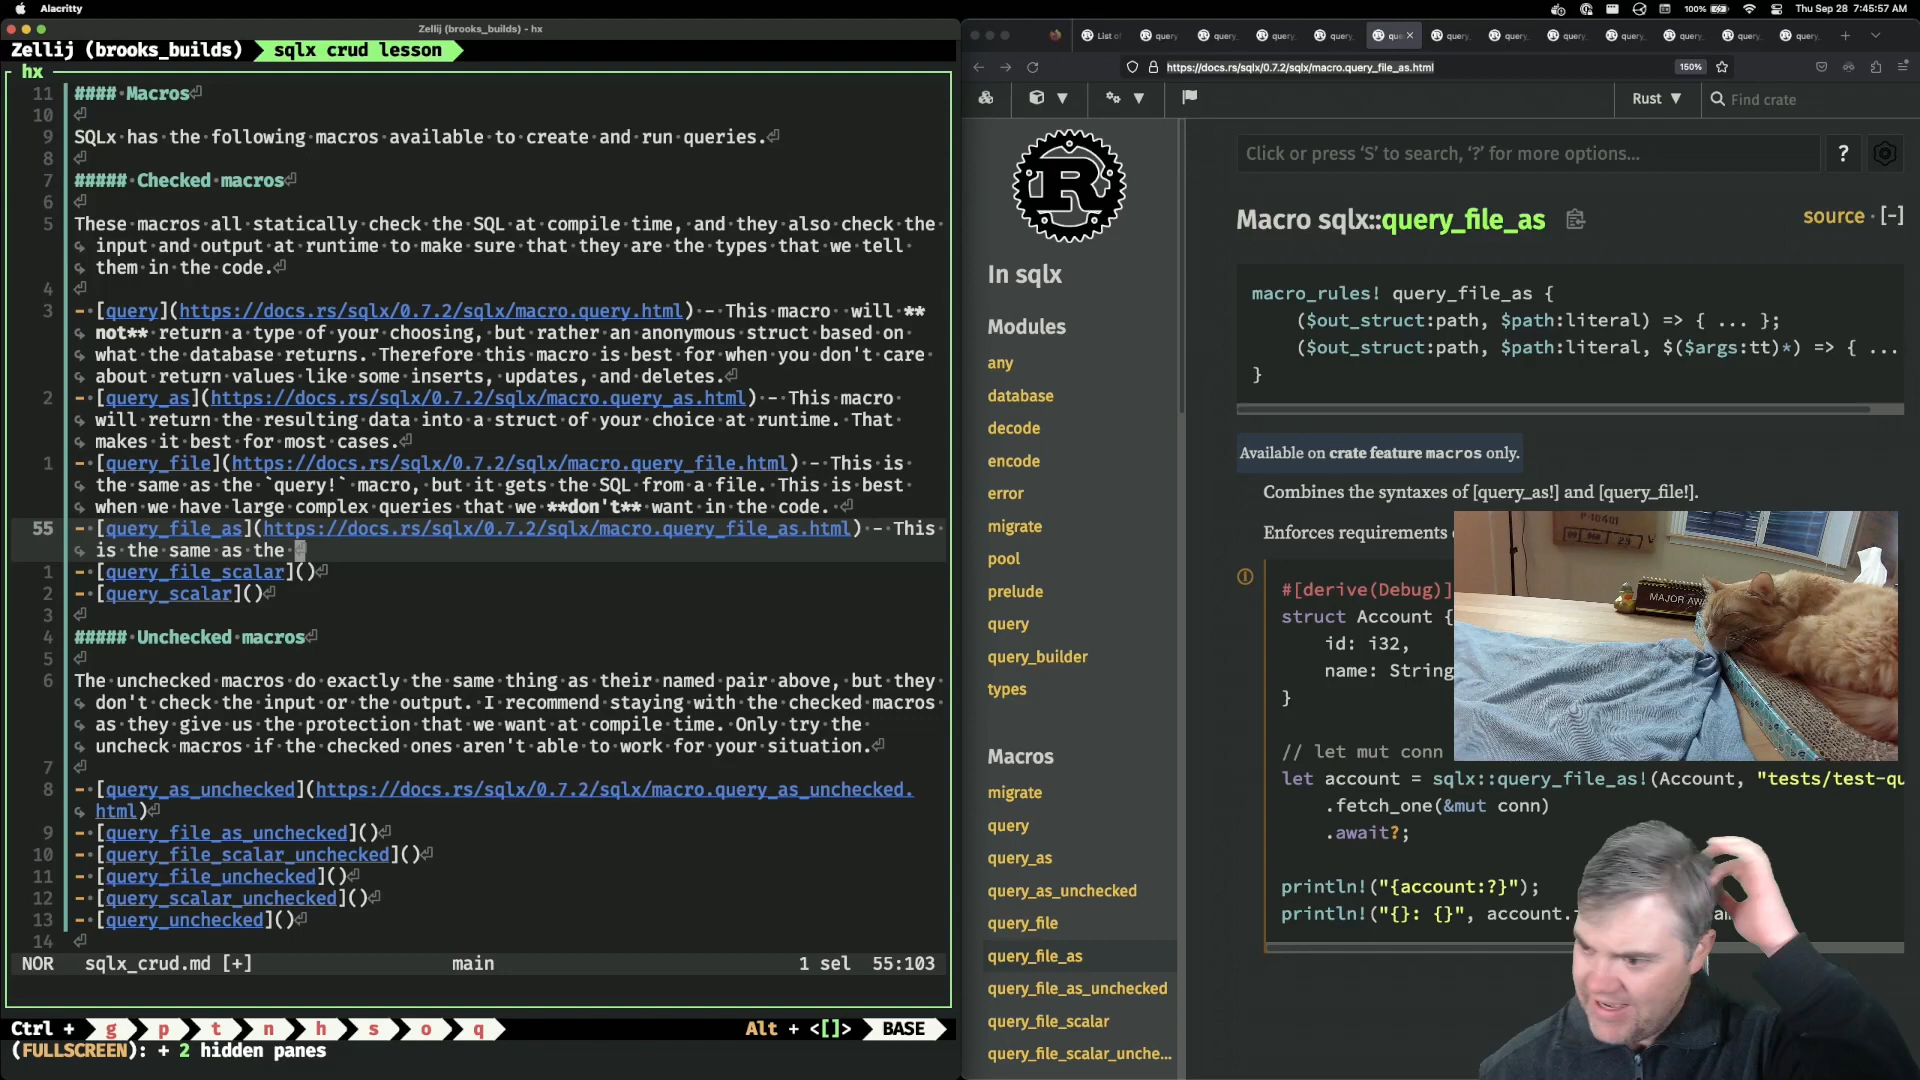 Alacritty
100%
Thu Sep 28 7:45:57 AM
Zellij (brooks_builds) - hx
Zellij (brooks_builds) sqlx crud lesson
hx
11 #### Macros
10
9 SQLx has the following macros available to create and run queries.
8
7 ##### Checked macros
6
5 These macros all statically check the SQL at compile time, and they also check the
input and output at runtime to make sure that they are the types that we tell
them in the code.
4
3 - [query](https://docs.rs/sqlx/0.7.2/sqlx/macro.query.html) - This macro  will **
not** return a type of your choosing, but rather an anonymous struct based on
what the database returns. Therefore this macro is best for when you don't care
about return values like some inserts, updates, and deletes.
2 - [query_as](https://docs.rs/sqlx/0.7.2/sqlx/macro.query_as.html) - This macro
will return the resulting data into a struct of your choice at runtime. That
makes it best for most cases.
1 - [query_file](https://docs.rs/sqlx/0.7.2/sqlx/macro.query_file.html) - This is
the same as the `query!` macro, but it gets the SQL from a file. This is best
when we have large complex queries that we **don't** want in the code.
55 - [query_file_as](https://docs.rs/sqlx/0.7.2/sqlx/macro.query_file_as.html) - This
is the same as the
1 - [query_file_scalar]()
2 - [query_scalar]()
3
4 ##### Unchecked macros
5
6 The unchecked macros do exactly the same thing as their named pair above, but they
don't check the input or the output. I recommend staying with the checked macros
as they give us the protection that we want at compile time. Only try the
uncheck macros if the checked ones aren't able to work for your situation.
7
8 - [query_as_unchecked](https://docs.rs/sqlx/0.7.2/sqlx/macro.query_as_unchecked.
html)
9 - [query_file_as_unchecked]()
10 - [query_file_scalar_unchecked]()
11 - [query_file_unchecked]()
12 - [query_scalar_unchecked]()
13 - [query_unchecked]()
14
NOR sqlx_crud.md [+] main 1 sel 55:103
Ctrl + g p t n h s o q Alt + <[]> BASE
(FULLSCREEN): + 2 hidden panes
List of query query query query que query query query query query query query
https://docs.rs/sqlx/0.7.2/sqlx/macro.query_file_as.html 150%
Rust Find crate
In sqlx
Modules
any
database
decode
encode
error
migrate
pool
prelude
query
query_builder
types
Macros
migrate
query
query_as
query_as_unchecked
query_file
query_file_as
query_file_as_unchecked
query_file_scalar
query_file_scalar_unche...
Click or press ‘S’ to search, ‘?’ for more options... ?
Macro sqlx::query_file_as source · [-]
macro_rules! query_file_as {
($out_struct:path, $path:literal) => { ... };
($out_struct:path, $path:literal, $($args:tt)*) => { ...
}
Available on crate feature macros only.
Combines the syntaxes of [query_as!] and [query_file!].
Enforces requirements
#[derive(Debug)]
struct Account {
id: i32,
name: String
}
// let mut conn
let account = sqlx::query_file_as!(Account, "tests/test-qu
.fetch_one(&mut conn)
.await?;
println!("{account:?}");
println!("{}: {}", account.
MAJOR AW